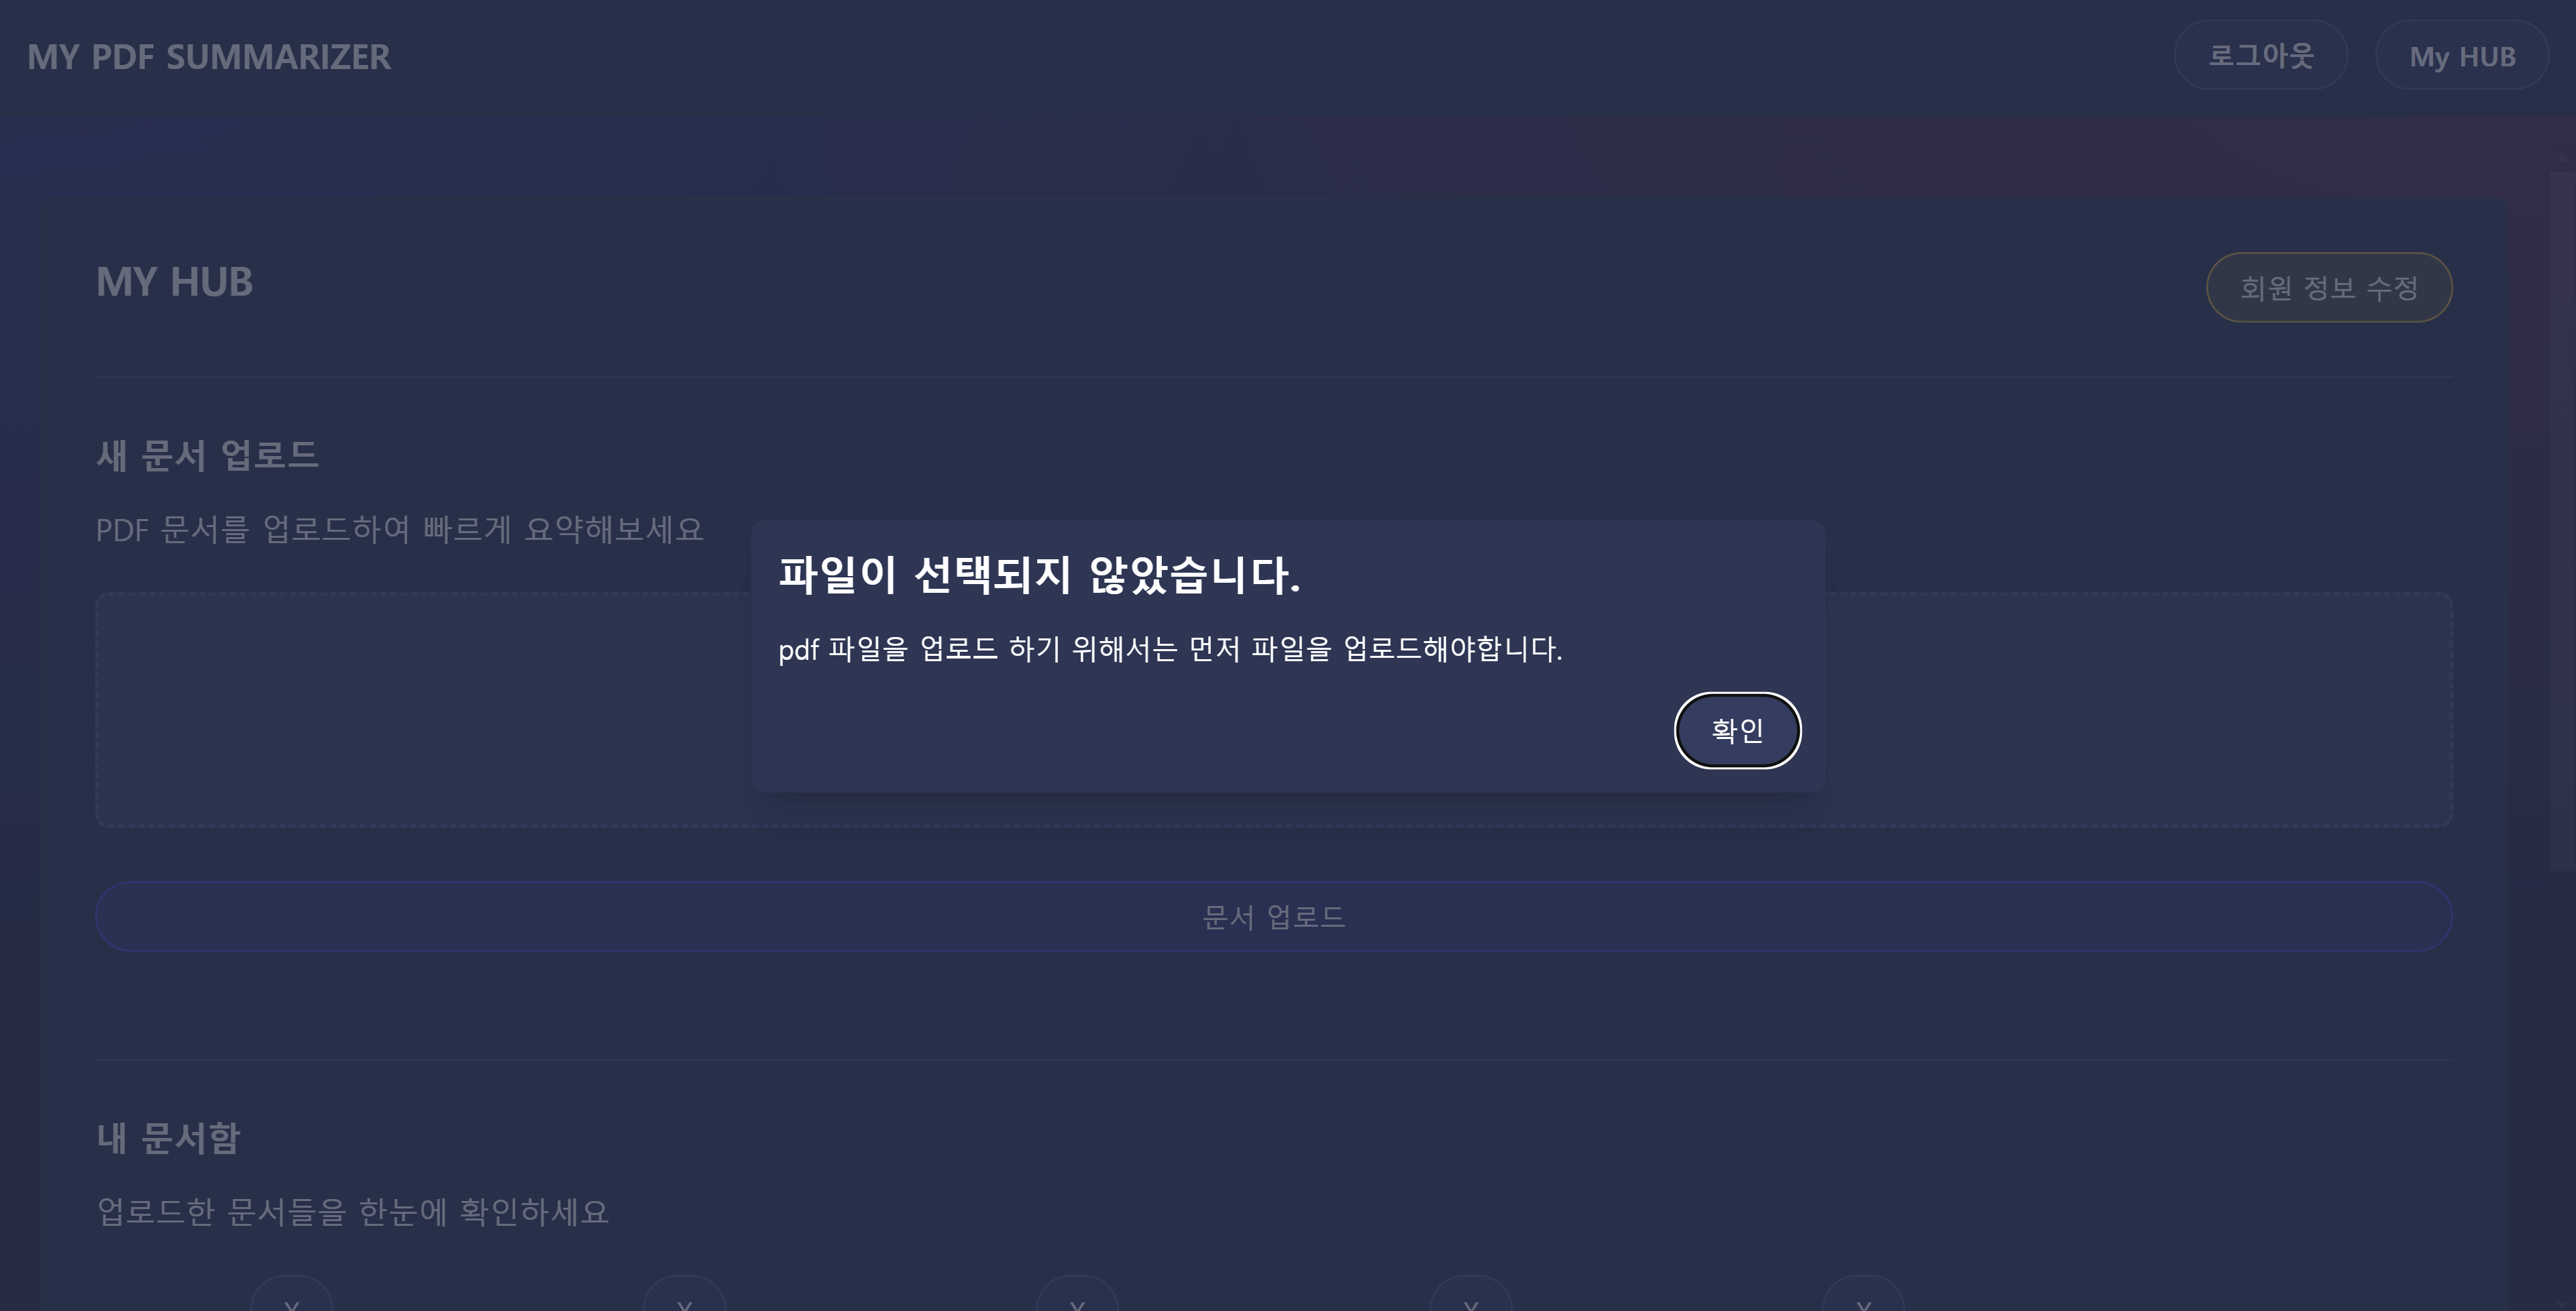 MY PDF SUMMARIZER
로그아웃
My HUB
MY HUB
회원 정보 수정
새 문서 업로드
PDF 문서를 업로드하여 빠르게 요약해보세요
파일이 선택되지 않았습니다.
pdf 파일을 업로드 하기 위해서는 먼저 파일을 업로드해야합니다.
확인
문서 업로드
내 문서함
업로드한 문서들을 한눈에 확인하세요
X X X X X